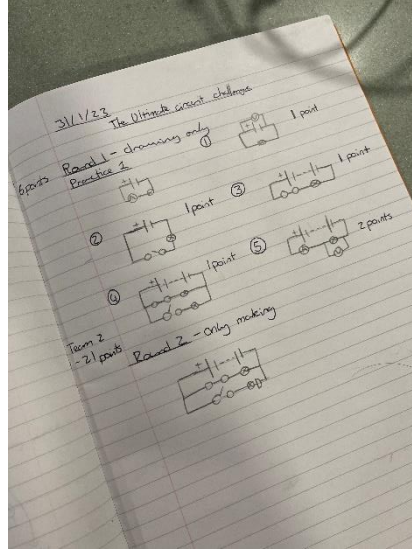 31/1/23
The Ultimate circuit challenge
6 points Round 1 - drawing only
Practice 1
① 1 point
② 1 point
③ 1 point
④ 1 point
⑤ 2 points
Team 2
- 21 points
Round 2 - only making